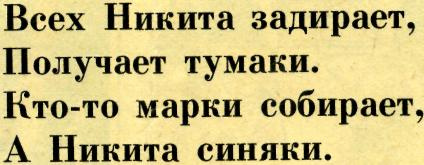 Всех Никита задирает,
Получает тумаки.
Кто-то марки собирает,
А Никита синяки.